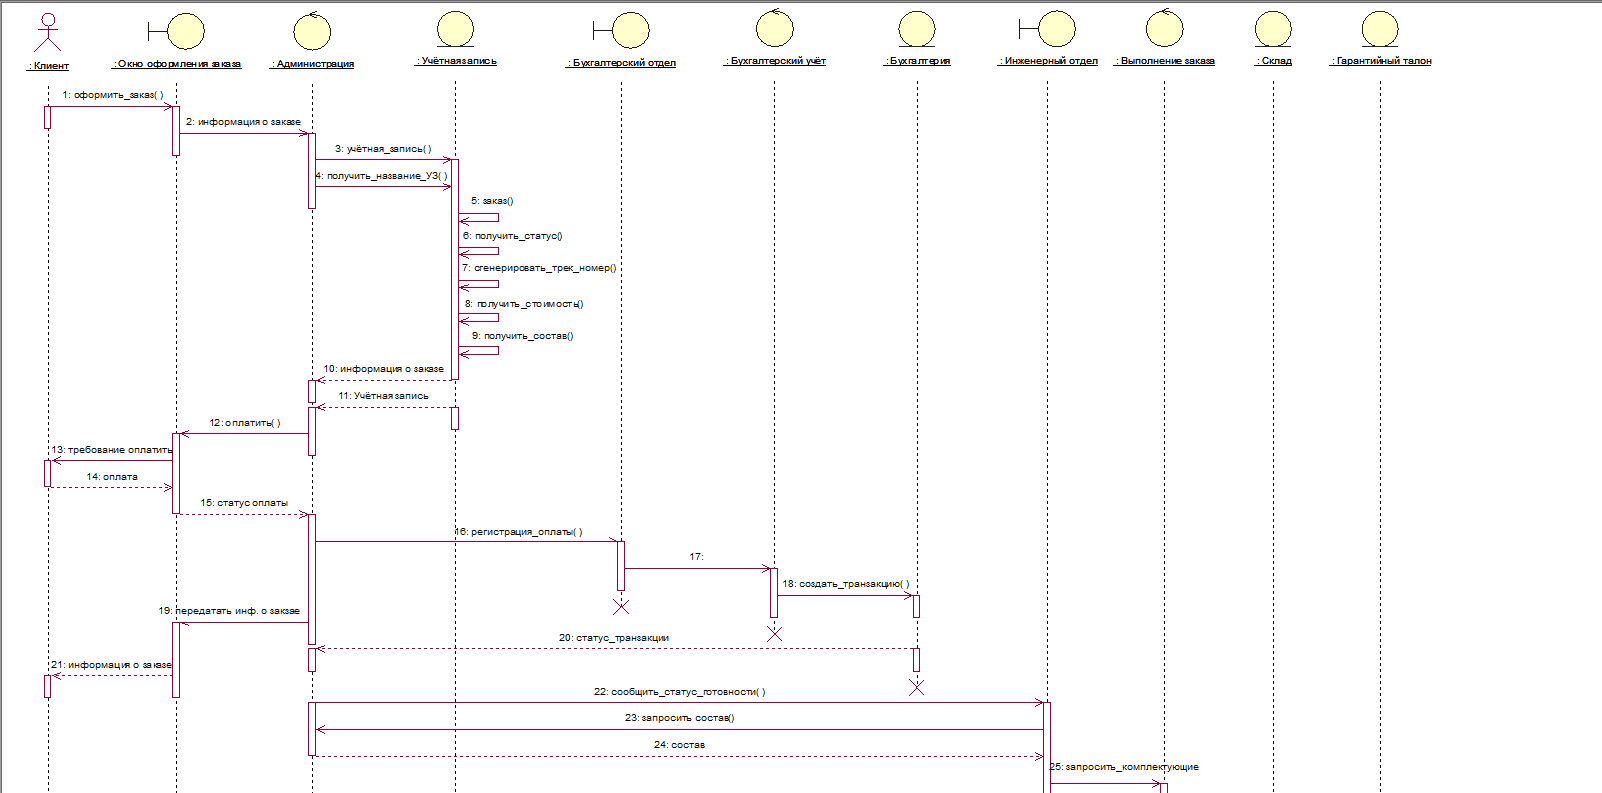 : Клиент
: Окно оформления заказа
: Администрация
: Учётная запись
: Бухгалтерский отдел
: Бухгалтерский учёт
: Бухгалтерия
: Инженерный отдел
: Выполнение заказа
: Склад
: Гарантийный талон
1: оформить_заказ( )
2: информация о заказе
3: учётная_запись( )
4: получить_название_УЗ( )
5: заказ()
6: получить_статус()
7: сгенерировать_трек_номер()
8: получить_стоимость()
9: получить_состав()
10: информация о заказе
11: Учётная запись
12: оплатить( )
13: требование оплатить
14: оплата
15: статус оплаты
16: регистрация_оплаты( )
17:
18: создать_транзакцию( )
19: передатать инф. о закзае
20: статус_транзакции
21: информация о заказе
22: сообщить_статус_готовности( )
23: запросить состав()
24: состав
25: запросить_комплектующие